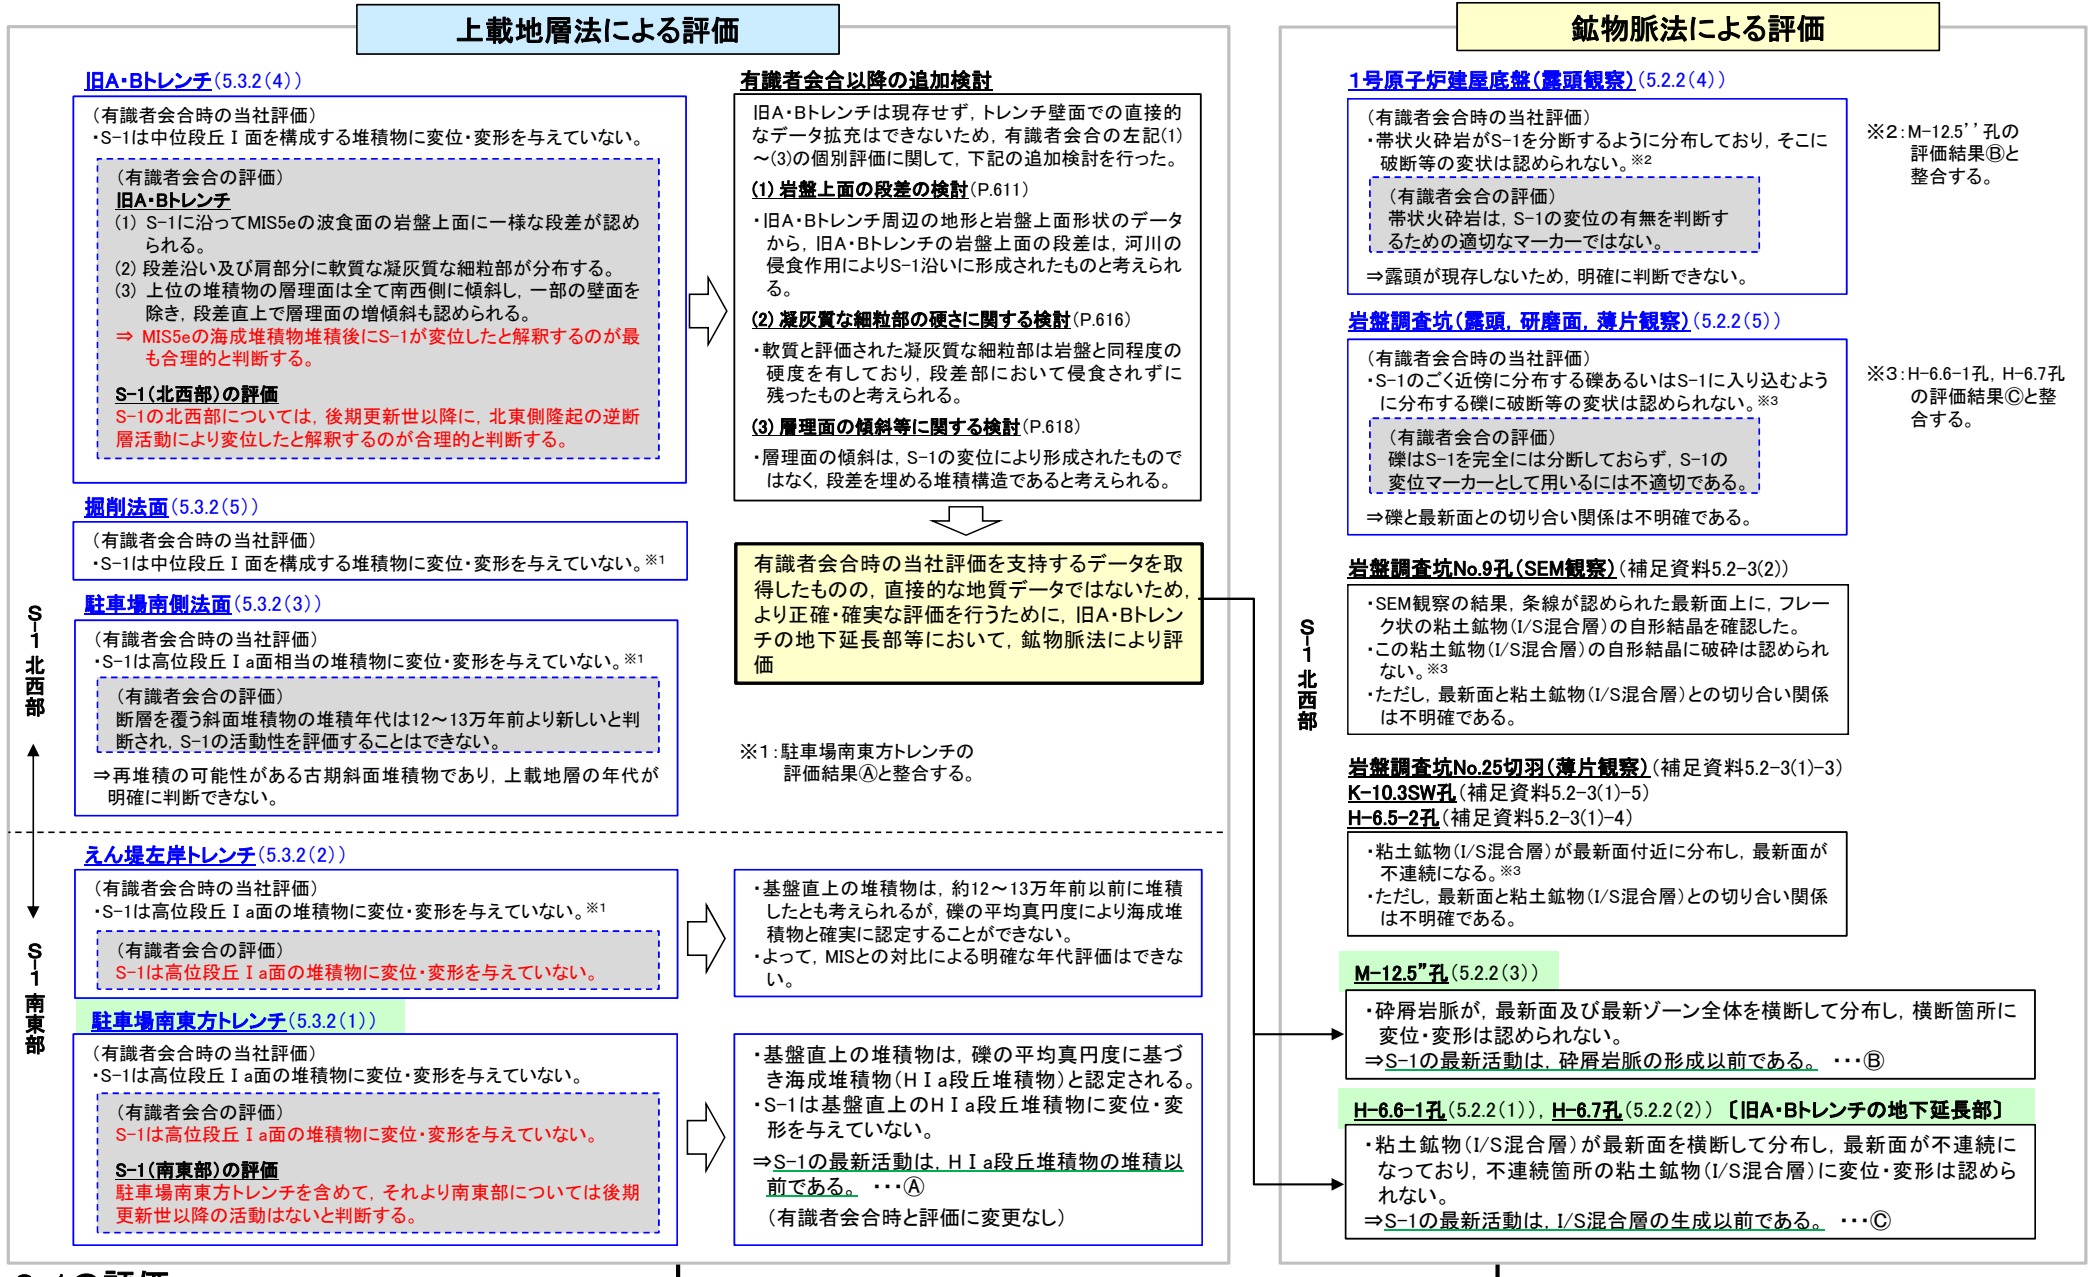 上載地層法による評価
旧A・Bトレンチ(5.3.2(4))
(有識者会合時の当社評価)
・S-1は中位段丘Ⅰ面を構成する堆積物に変位・変形を与えていない。
(有識者会合の評価)
旧A・Bトレンチ
(1) S-1に沿ってMIS5eの波食面の岩盤上面に一様な段差が認め
られる。
(2) 段差沿い及び肩部分に軟質な凝灰質な細粒部が分布する。
(3) 上位の堆積物の層理面は全て南西側に傾斜し，一部の壁面を
除き，段差直上で層理面の増傾斜も認められる。
⇒ MIS5eの海成堆積物堆積後にS-1が変位したと解釈するのが最
も合理的と判断する。
S-1(北西部)の評価
S-1の北西部については，後期更新世以降に，北東側隆起の逆断
層活動により変位したと解釈するのが合理的と判断する。
掘削法面(5.3.2(5))
(有識者会合時の当社評価)
・S-1は中位段丘Ⅰ面を構成する堆積物に変位・変形を与えていない。※1
駐車場南側法面(5.3.2(3))
(有識者会合時の当社評価)
・S-1は高位段丘Ⅰa面相当の堆積物に変位・変形を与えていない。※1
(有識者会合の評価)
断層を覆う斜面堆積物の堆積年代は12～13万年前より新しいと判
断され，S-1の活動性を評価することはできない。
⇒再堆積の可能性がある古期斜面堆積物であり，上載地層の年代が
明確に判断できない。
S-1北西部
S-1南東部
えん堤左岸トレンチ(5.3.2(2))
(有識者会合時の当社評価)
・S-1は高位段丘Ⅰa面の堆積物に変位・変形を与えていない。※1
(有識者会合の評価)
S-1は高位段丘Ⅰa面の堆積物に変位・変形を与えていない。
駐車場南東方トレンチ(5.3.2(1))
(有識者会合時の当社評価)
・S-1は高位段丘Ⅰa面の堆積物に変位・変形を与えていない。
(有識者会合の評価)
S-1は高位段丘Ⅰa面の堆積物に変位・変形を与えていない。
S-1(南東部)の評価
駐車場南東方トレンチを含めて，それより南東部については後期
更新世以降の活動はないと判断する。
有識者会合以降の追加検討
旧A・Bトレンチは現存せず，トレンチ壁面での直接的
なデータ拡充はできないため，有識者会合の左記(1)
～(3)の個別評価に関して，下記の追加検討を行った。
(1) 岩盤上面の段差の検討(P.611)
・旧A・Bトレンチ周辺の地形と岩盤上面形状のデータ
から，旧A・Bトレンチの岩盤上面の段差は，河川の
侵食作用によりS-1沿いに形成されたものと考えられ
る。
(2) 凝灰質な細粒部の硬さに関する検討(P.616)
・軟質と評価された凝灰質な細粒部は岩盤と同程度の
硬度を有しており，段差部において侵食されずに
残ったものと考えられる。
(3) 層理面の傾斜等に関する検討(P.618)
・層理面の傾斜は，S-1の変位により形成されたもので
はなく，段差を埋める堆積構造であると考えられる。
有識者会合時の当社評価を支持するデータを取
得したものの，直接的な地質データではないため，
より正確・確実な評価を行うために，旧A・Bトレン
チの地下延長部等において，鉱物脈法により評
価
※1：駐車場南東方トレンチの
評価結果Ⓐと整合する。
・基盤直上の堆積物は，約12～13万年前以前に堆積
したとも考えられるが，礫の平均真円度により海成堆
積物と確実に認定することができない。
・よって，MISとの対比による明確な年代評価はできな
い。
・基盤直上の堆積物は，礫の平均真円度に基づ
き海成堆積物(HⅠa段丘堆積物)と認定される。
・S-1は基盤直上のHⅠa段丘堆積物に変位・変
形を与えていない。
⇒S-1の最新活動は，HⅠa段丘堆積物の堆積以
前である。 ・・・Ⓐ
(有識者会合時と評価に変更なし)
鉱物脈法による評価
1号原子炉建屋底盤(露頭観察)(5.2.2(4))
(有識者会合時の当社評価)
・帯状火砕岩がS-1を分断するように分布しており，そこに
破断等の変状は認められない。※2
(有識者会合の評価)
帯状火砕岩は，S-1の変位の有無を判断す
るための適切なマーカーではない。
⇒露頭が現存しないため，明確に判断できない。
※2：M-12.5''孔の
評価結果Ⓑと
整合する。
岩盤調査坑(露頭，研磨面，薄片観察)(5.2.2(5))
(有識者会合時の当社評価)
・S-1のごく近傍に分布する礫あるいはS-1に入り込むよう
に分布する礫に破断等の変状は認められない。※3
(有識者会合の評価)
礫はS-1を完全には分断しておらず，S-1の
変位マーカーとして用いるには不適切である。
⇒礫と最新面との切り合い関係は不明確である。
※3：H-6.6-1孔，H-6.7孔
の評価結果Ⓒと整
合する。
岩盤調査坑No.9孔(SEM観察)(補足資料5.2-3(2))
・SEM観察の結果，条線が認められた最新面上に，フレー
ク状の粘土鉱物(I/S混合層)の自形結晶を確認した。
・この粘土鉱物(I/S混合層)の自形結晶に破砕は認められ
ない。※3
・ただし，最新面と粘土鉱物(I/S混合層)との切り合い関係
は不明確である。
S-1北西部
岩盤調査坑No.25切羽(薄片観察)(補足資料5.2-3(1)-3)
K-10.3SW孔(補足資料5.2-3(1)-5)
H-6.5-2孔(補足資料5.2-3(1)-4)
・粘土鉱物(I/S混合層)が最新面付近に分布し，最新面が
不連続になる。※3
・ただし，最新面と粘土鉱物(I/S混合層)との切り合い関係
は不明確である。
M-12.5”孔(5.2.2(3))
・砕屑岩脈が，最新面及び最新ゾーン全体を横断して分布し，横断箇所に
変位・変形は認められない。
⇒S-1の最新活動は，砕屑岩脈の形成以前である。 ・・・Ⓑ
H-6.6-1孔(5.2.2(1))，H-6.7孔(5.2.2(2))〔旧A・Bトレンチの地下延長部〕
・粘土鉱物(I/S混合層)が最新面を横断して分布し，最新面が不連続に
なっており，不連続箇所の粘土鉱物(I/S混合層)に変位・変形は認めら
れない。
⇒S-1の最新活動は，I/S混合層の生成以前である。 ・・・Ⓒ